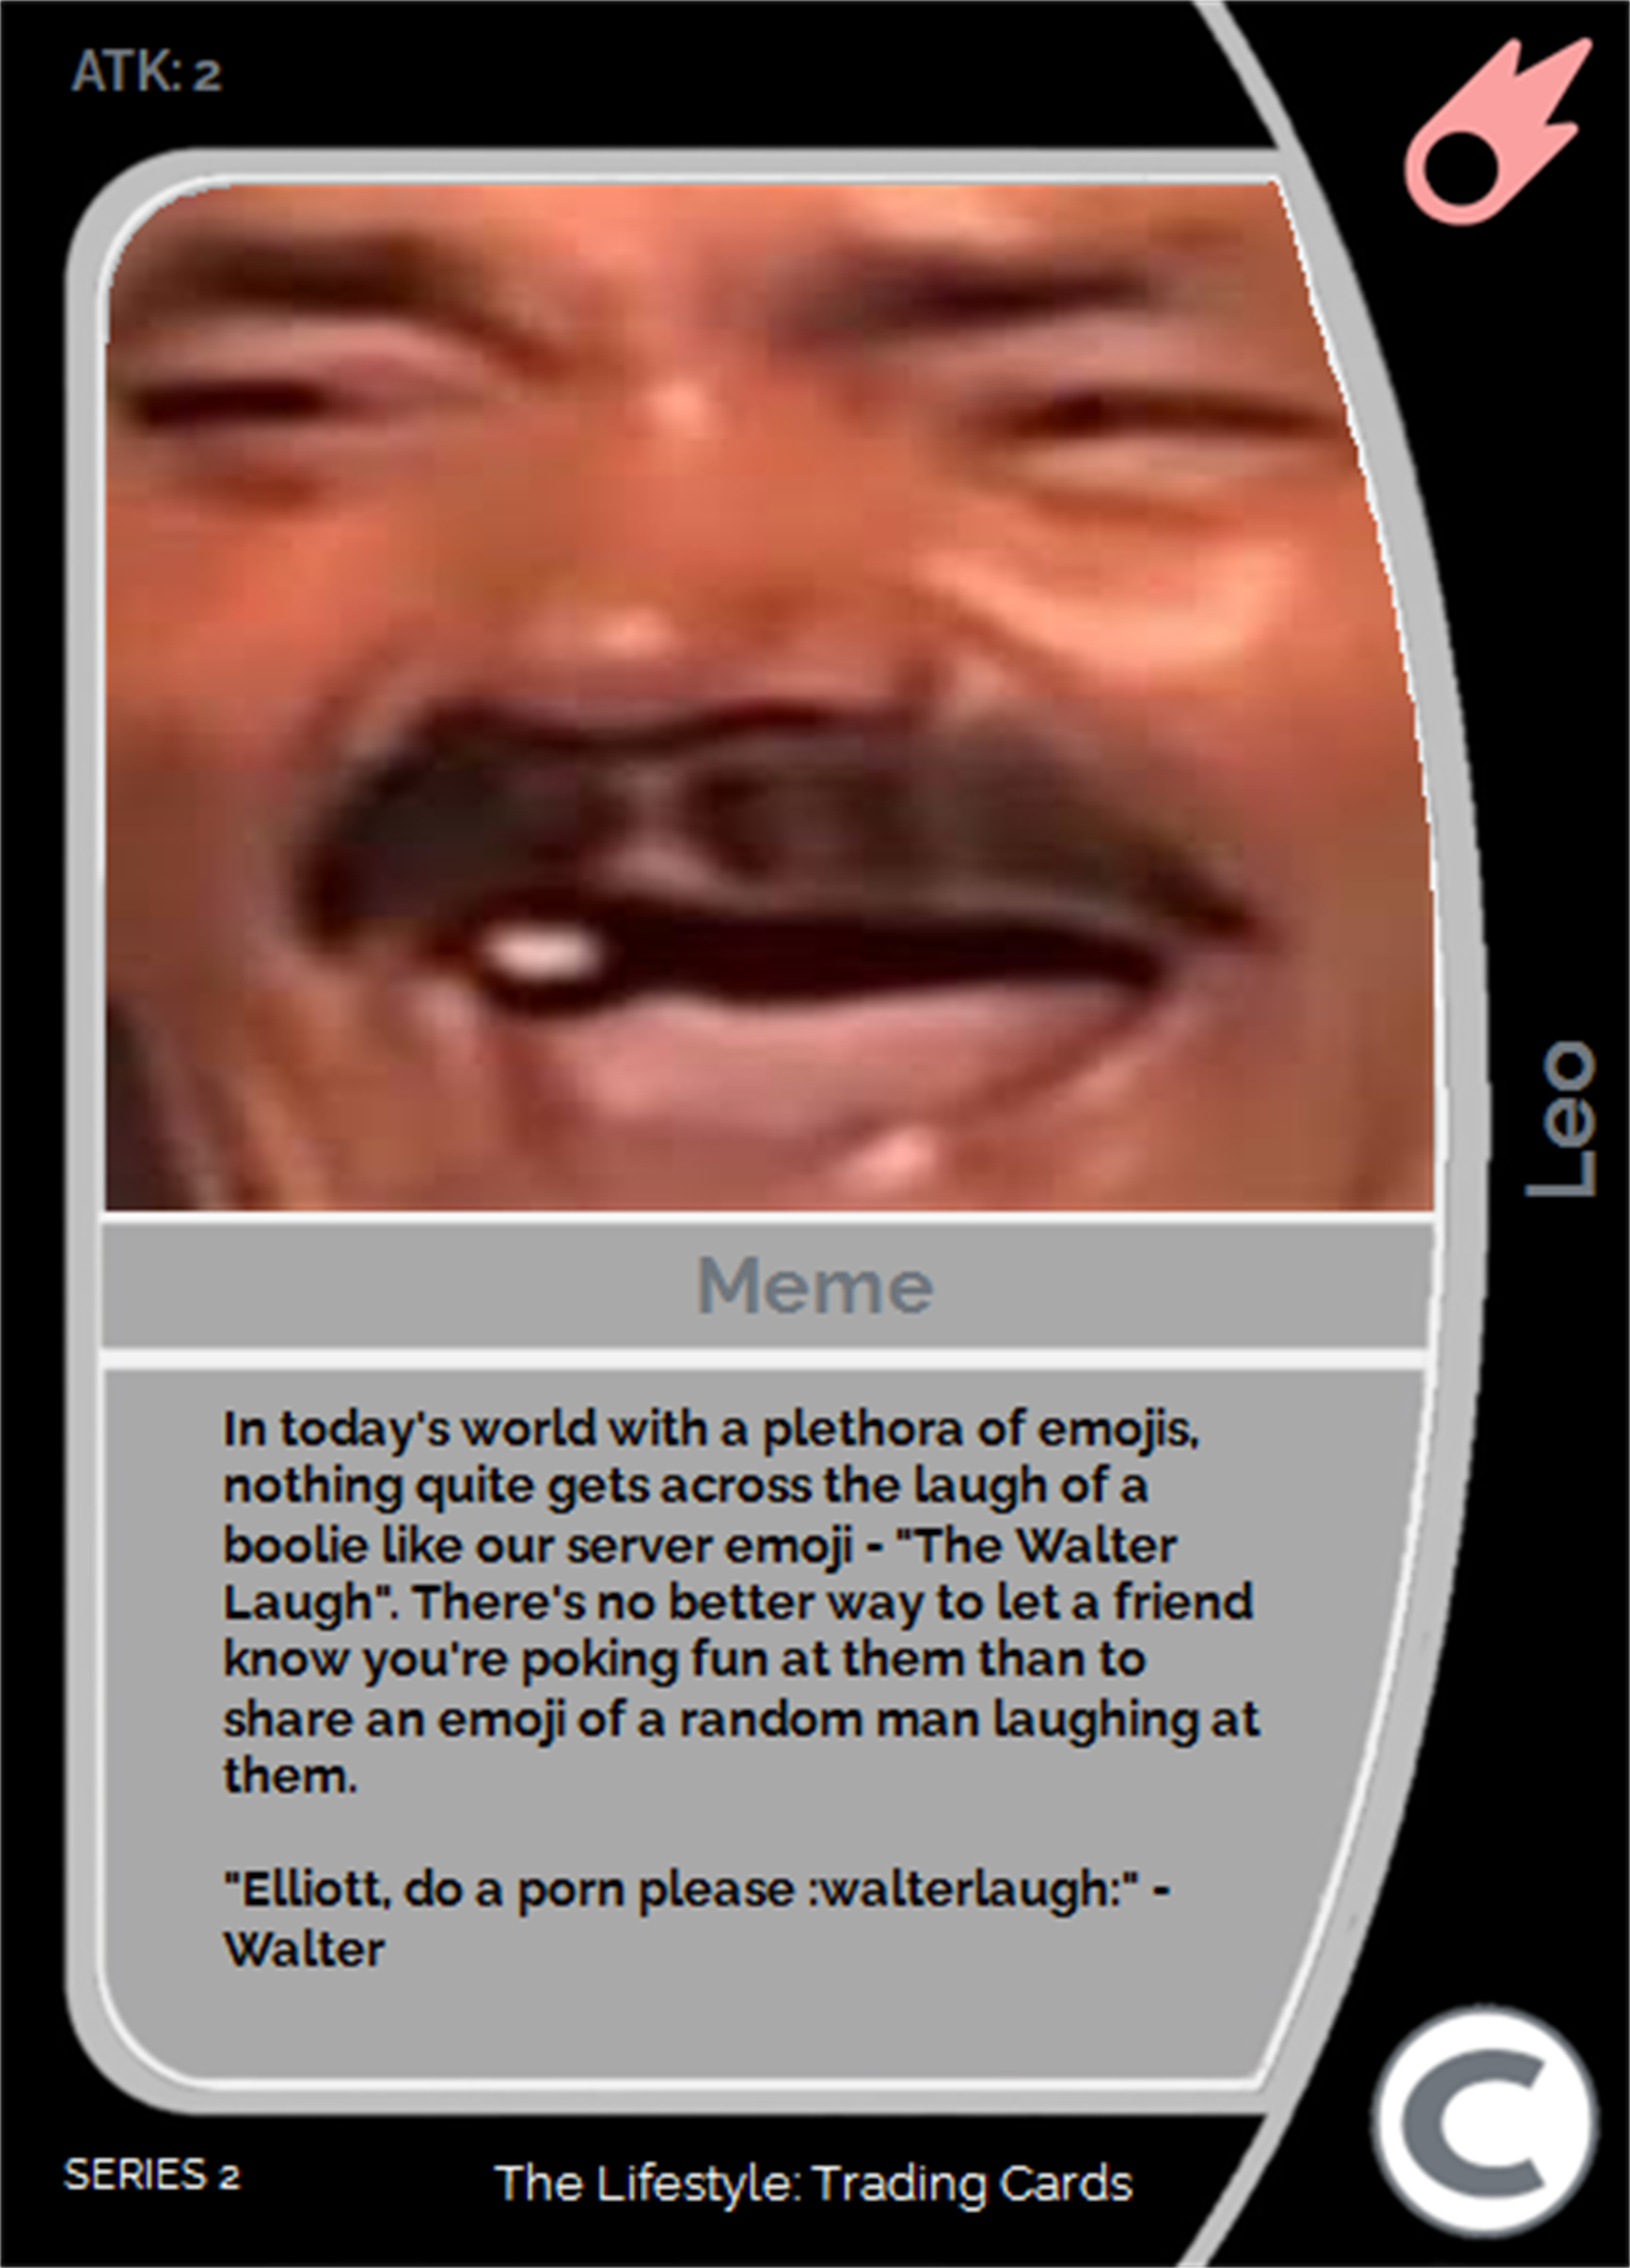 ATK: 2
Leo
Meme
In today's world with a plethora of emojis,
nothing quite gets across the laugh of a
boolie like our server emoji - "The Walter
Laugh". There's no better way to let a friend
know you're poking fun at them than to
share an emoji of a random man laughing at
them.
"Elliott, do a porn please :walterlaugh:" -
Walter
SERIES 2
The Lifestyle: Trading Cards
C